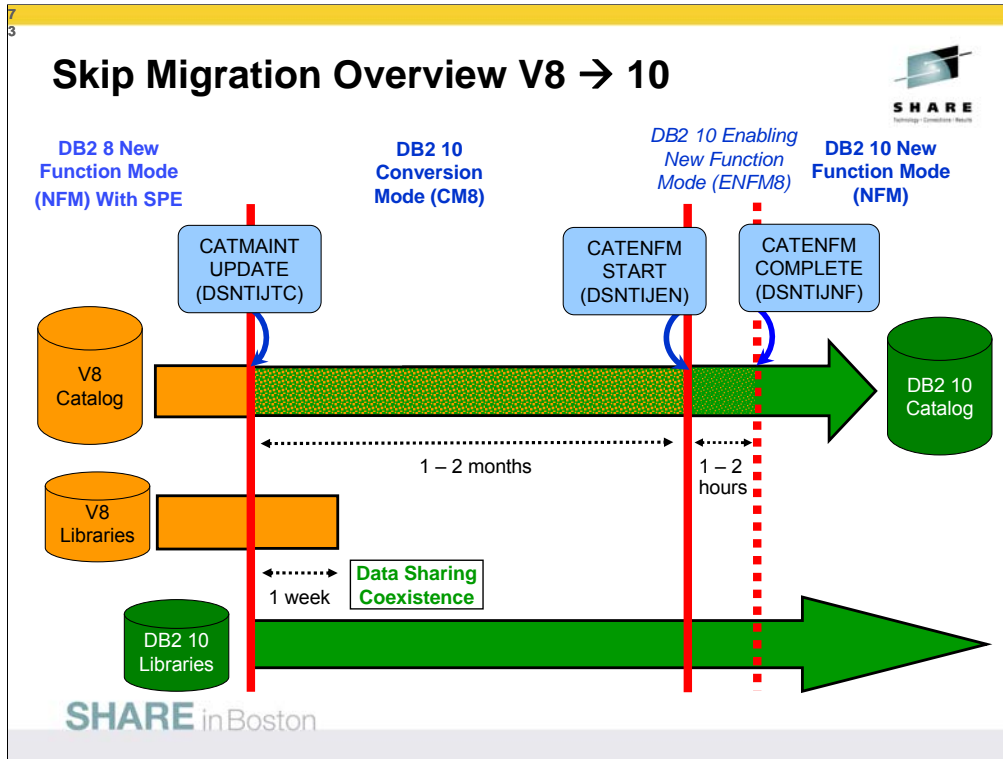 7
3
Skip Migration Overview V8 → 10
S H A R E
Technology · Connections · Results
DB2 8 New
Function Mode
(NFM) With SPE
DB2 10
Conversion
Mode (CM8)
DB2 10 Enabling
New Function
Mode (ENFM8)
DB2 10 New
Function Mode
(NFM)
CATMAINT
UPDATE
(DSNTIJTC)
CATENFM
START
(DSNTIJEN)
CATENFM
COMPLETE
(DSNTIJNF)
V8
Catalog
DB2 10
Catalog
1 – 2 months
1 – 2
hours
V8
Libraries
1 week
Data Sharing
Coexistence
DB2 10
Libraries
SHARE in Boston